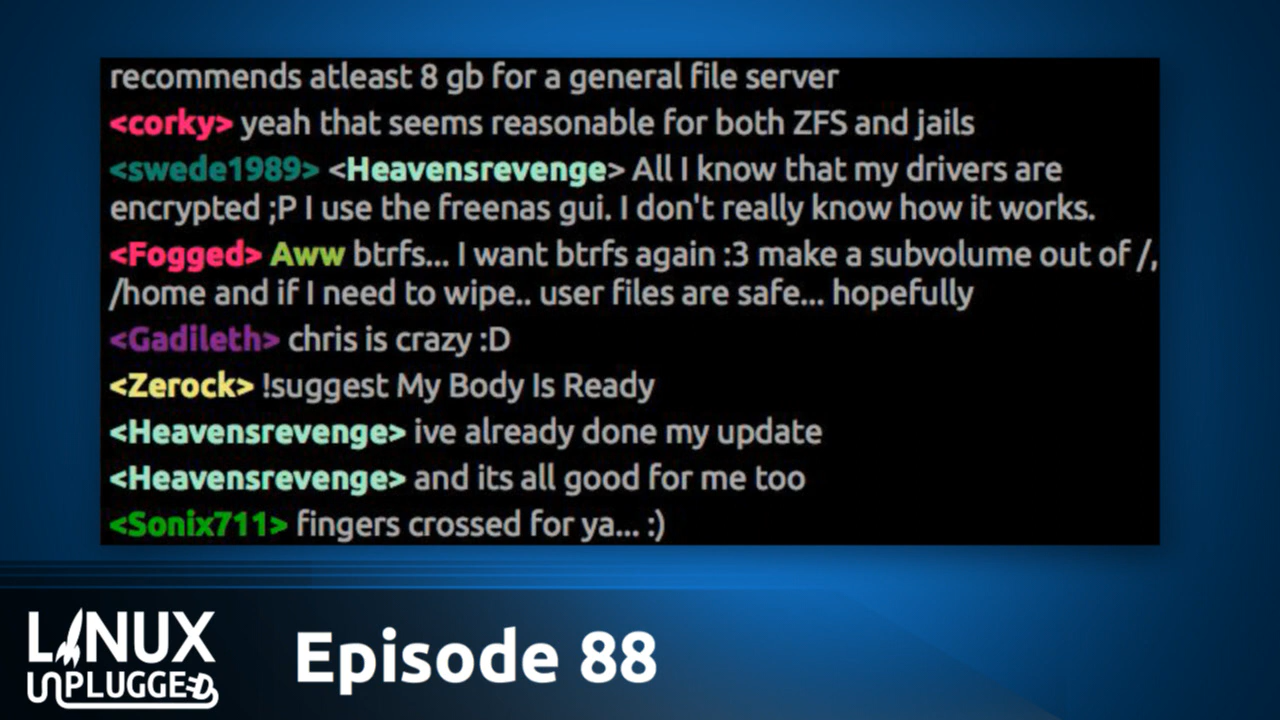 recommends atleast 8 gb for a general file server
<corky> yeah that seems reasonable for both ZFS and jails
<swede1989> <Heavensrevenge> All I know that my drivers are
encrypted ;P I use the freenas gui. I don't really know how it works.
<Fogged> Aww btrfs... I want btrfs again :3 make a subvolume out of /,
/home and if I need to wipe.. user files are safe... hopefully
<Gadileth> chris is crazy :D
<Zerock> !suggest My Body Is Ready
<Heavensrevenge> ive already done my update
<Heavensrevenge> and its all good for me too
<Sonix711> fingers crossed for ya... :)
LINUX
UNPLUGGED
Episode 88